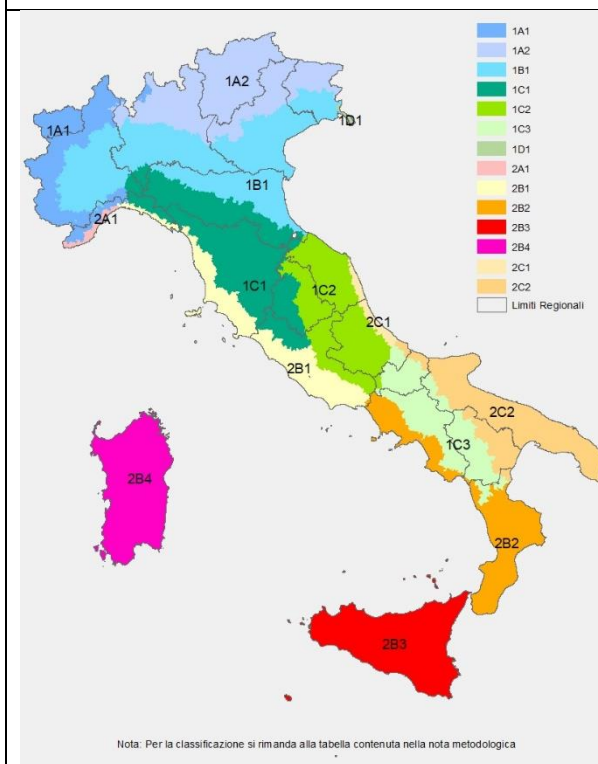 1A1
1A2
1B1
1C1
1C2
1C3
1D1
2A1
2B1
2B2
2B3
2B4
2C1
2C2
Limiti Regionali
1A2
1A1
1D1
1B1
2A1
1C2
1C1
2C1
2B1
2C2
1C3
2B4
2B2
2B3
Nota: Per la classificazione si rimanda alla tabella contenuta nella nota metodologica